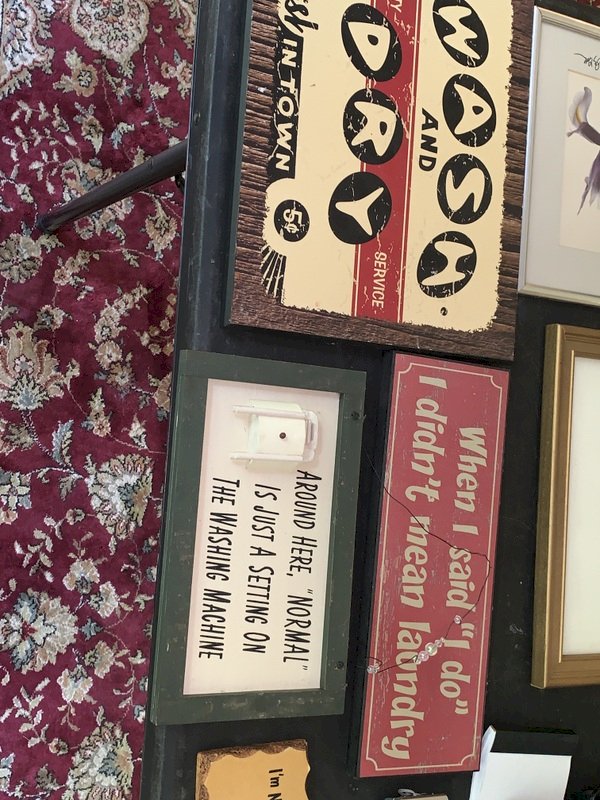 WASH
AND
DRY
SERVICE
IN TOWN
5¢
When I said "I do"
I didn't mean laundry
AROUND HERE, "NORMAL"
IS JUST A SETTING ON
THE WASHING MACHINE
I'm